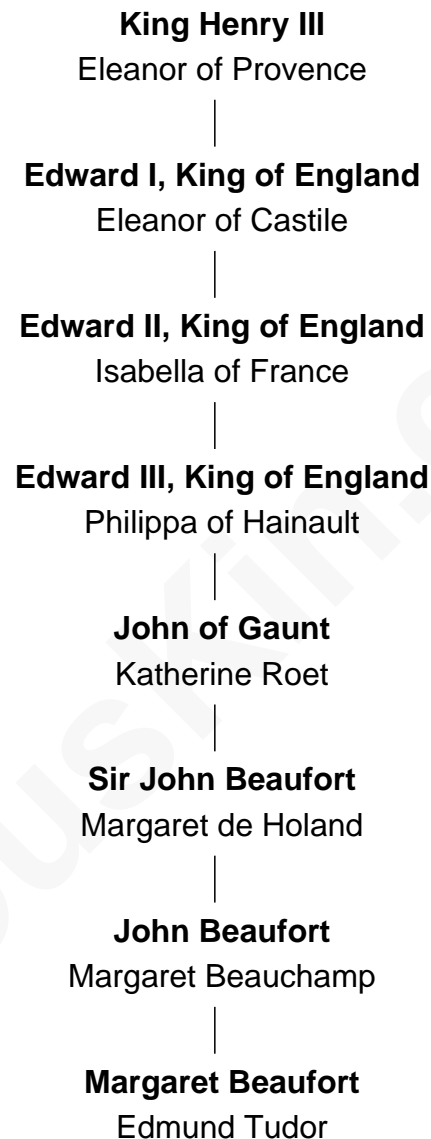 King Henry III
Eleanor of Provence
Edward I, King of England
Eleanor of Castile
Edward II, King of England
Isabella of France
Edward III, King of England
Philippa of Hainault
John of Gaunt
Katherine Roet
Sir John Beaufort
Margaret de Holand
John Beaufort
Margaret Beauchamp
Margaret Beaufort
Edmund Tudor